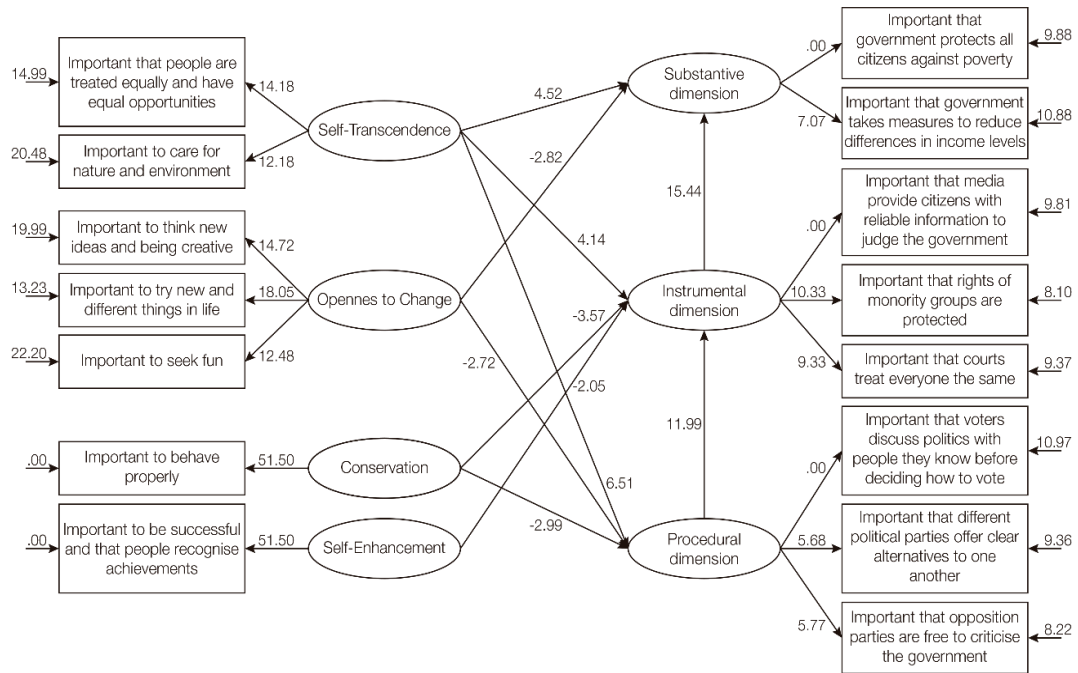 14.99
Important that people are
treated equally and have
equal opportunities
14.18
20.48
Important to care for
nature and environment
12.18
Self-Transcendence
19.99
Important to think new
ideas and being creative
14.72
13.23
Important to try new and
different things in life
18.05
22.20
Important to seek fun
12.48
Opennes to Change
.00
Important to behave
properly
51.50
Conservation
.00
Important to be successful
and that people recognise
achievements
51.50
Self-Enhancement
4.52
-2.82
4.14
-3.57
-2.72
-2.05
6.51
-2.99
Substantive
dimension
15.44
Instrumental
dimension
11.99
Procedural
dimension
.00
Important that
government protects all
citizens against poverty
9.88
7.07
Important that government
takes measures to reduce
differences in income levels
10.88
.00
Important that media
provide citizens with
reliable information to
judge the government
9.81
10.33
Important that rights of
monority groups are
protected
8.10
9.33
Important that courts
treat everyone the same
9.37
.00
Important that voters
discuss politics with
people they know before
deciding how to vote
10.97
5.68
Important that different
political parties offer clear
alternatives to one
another
9.36
5.77
Important that opposition
parties are free to criticise
the government
8.22